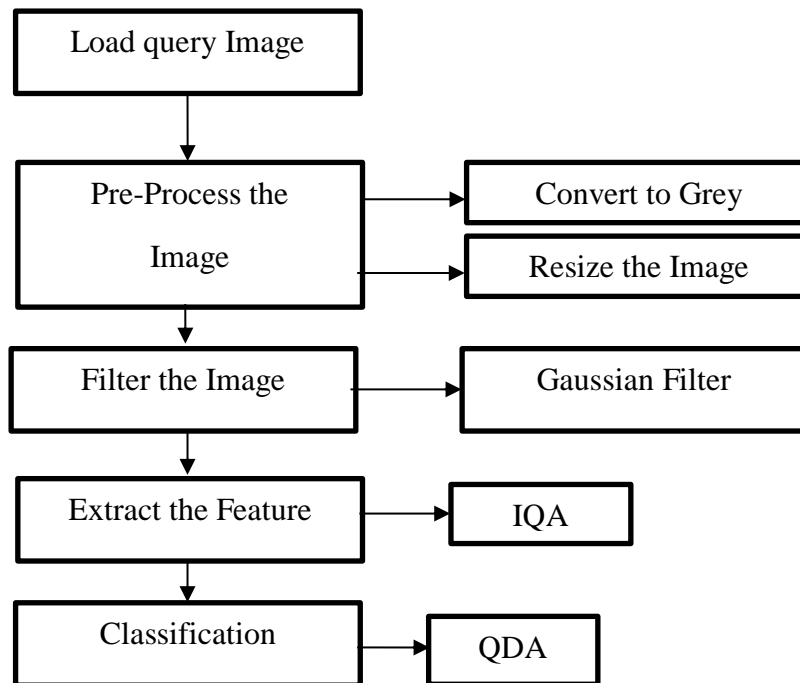 Load query Image
Pre-Process the
Image
Convert to Grey
Resize the Image
Filter the Image
Gaussian Filter
Extract the Feature
IQA
Classification
QDA